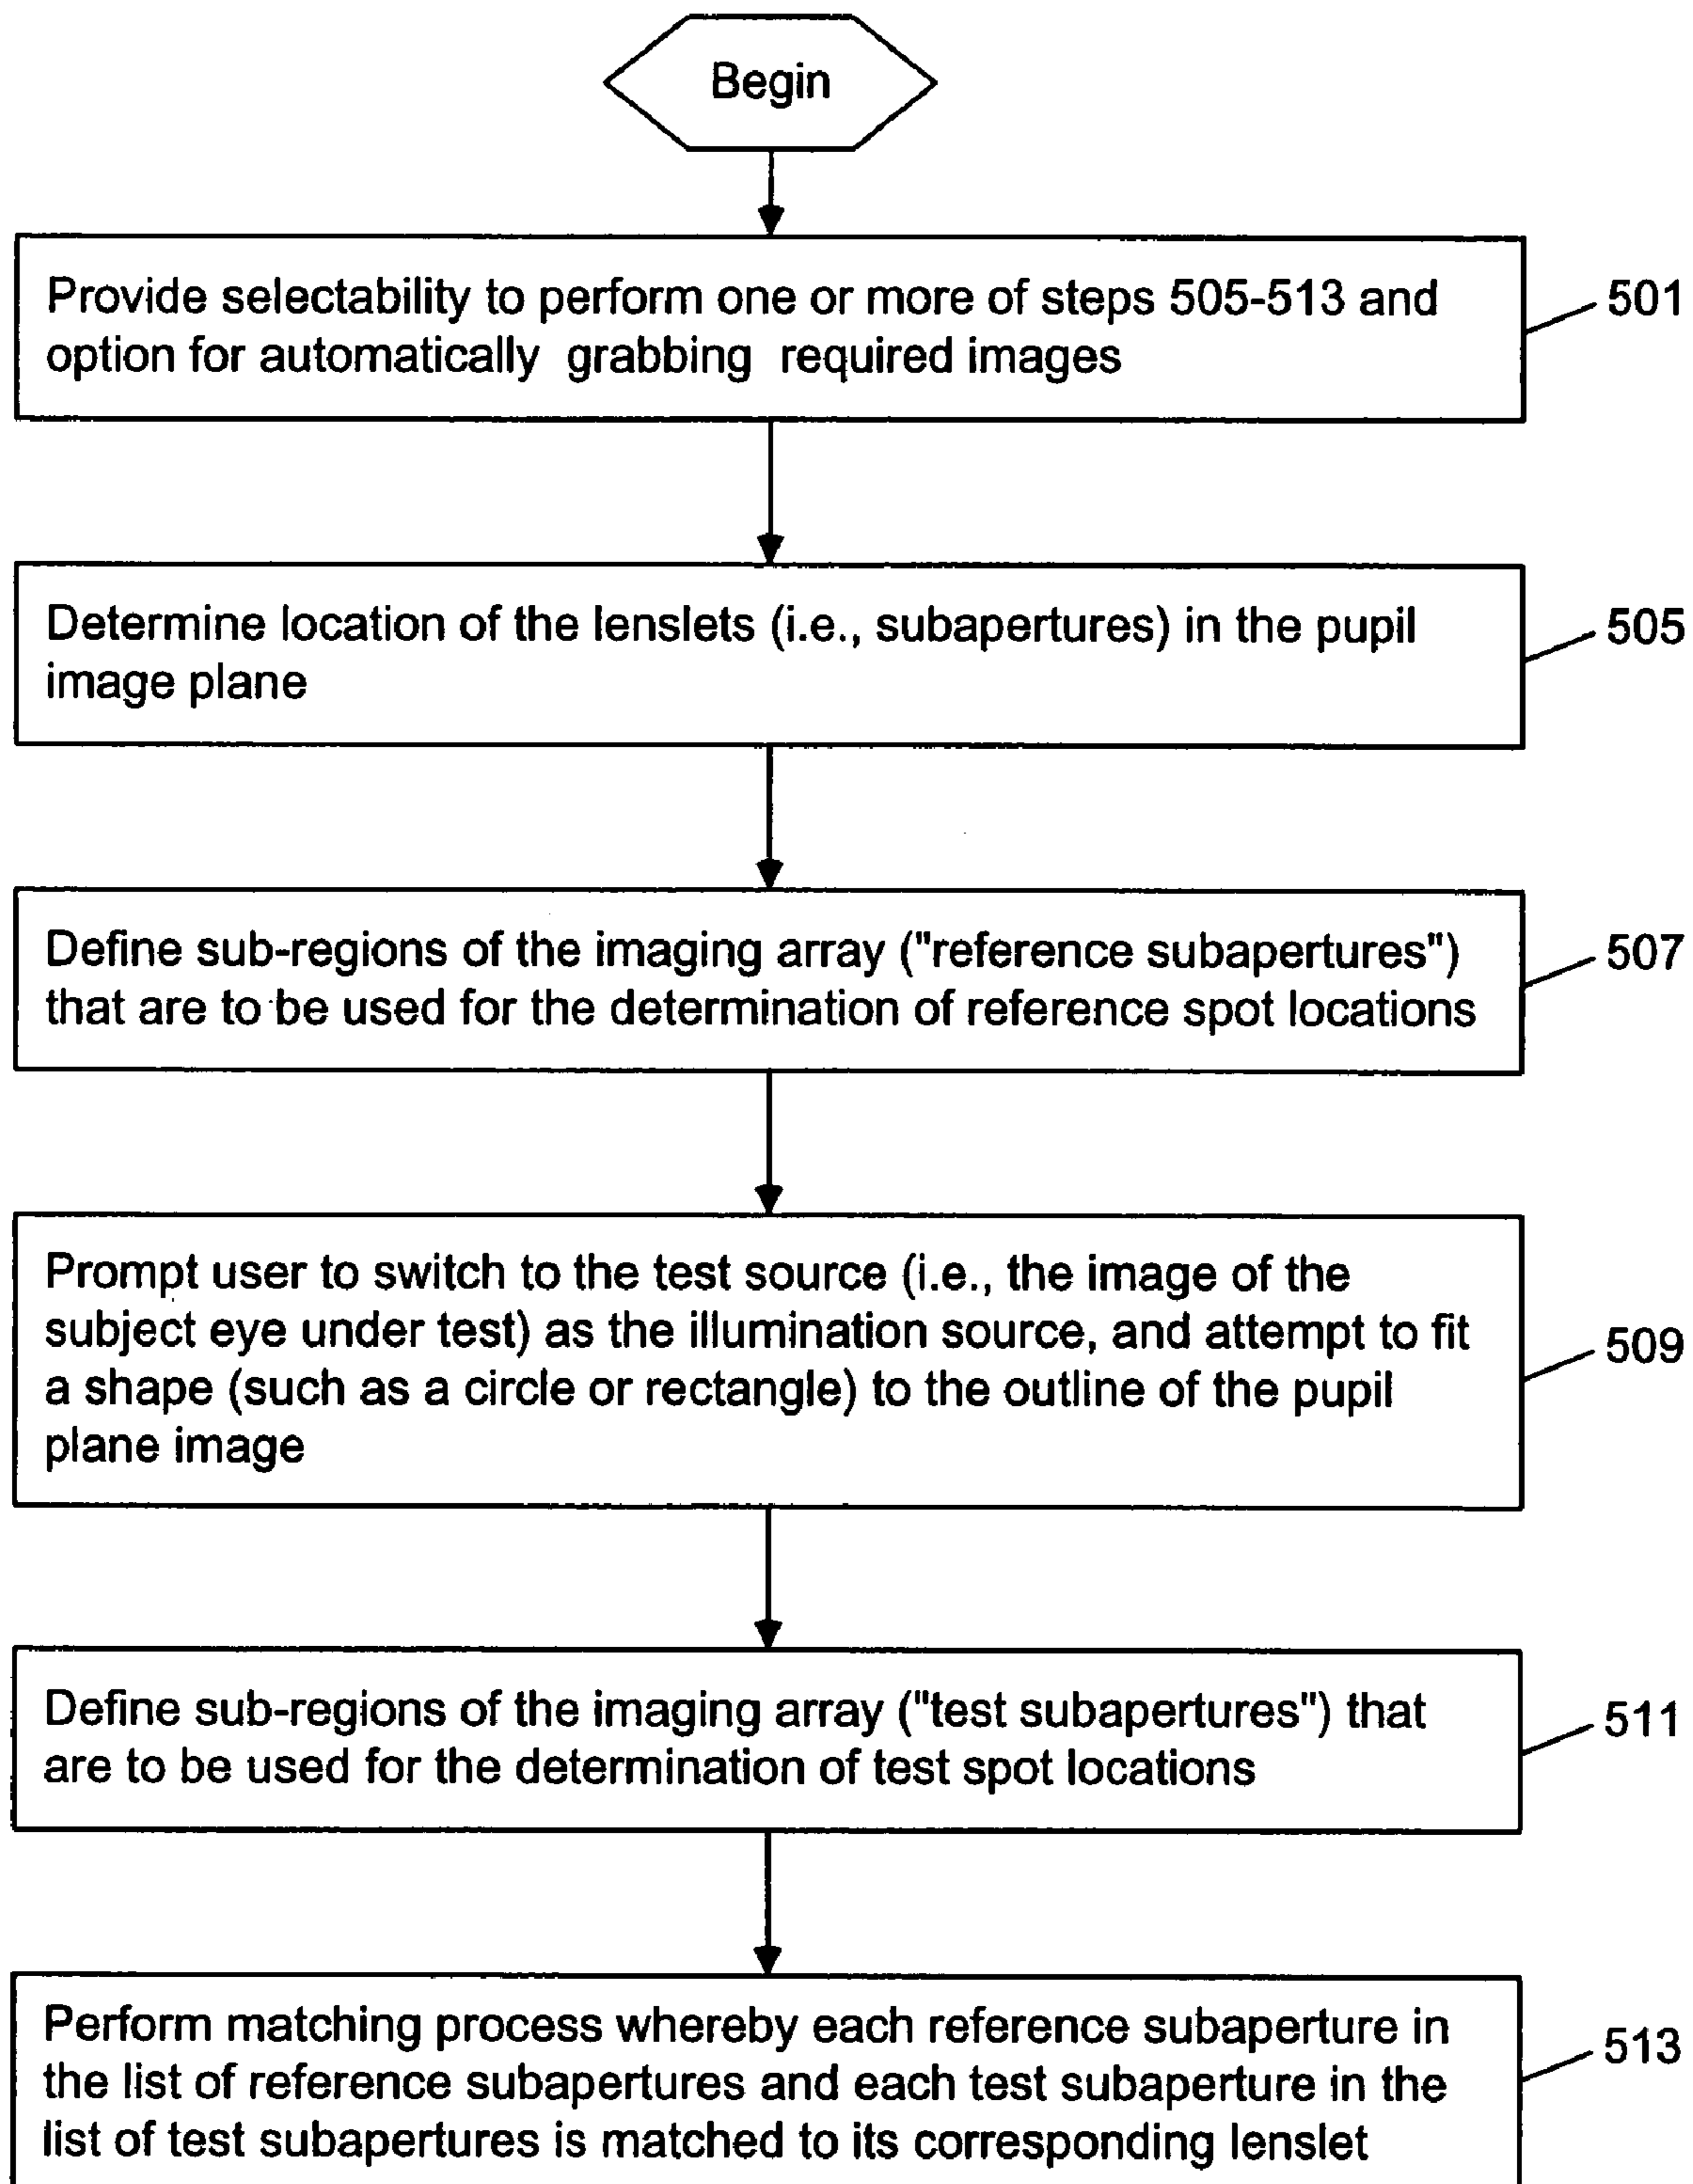 Begin
Provide selectability to perform one or more of steps 505-513 and
option for automatically grabbing required images
501
Determine location of the lenslets (i.e., subapertures) in the pupil
image plane
505
Define sub-regions of the imaging array ("reference subapertures")
that are to be used for the determination of reference spot locations
507
Prompt user to switch to the test source (i.e., the image of the
subject eye under test) as the illumination source, and attempt to fit
a shape (such as a circle or rectangle) to the outline of the pupil
plane image
509
Define sub-regions of the imaging array ("test subapertures") that
are to be used for the determination of test spot locations
511
Perform matching process whereby each reference subaperture in
the list of reference subapertures and each test subaperture in the
list of test subapertures is matched to its corresponding lenslet
513